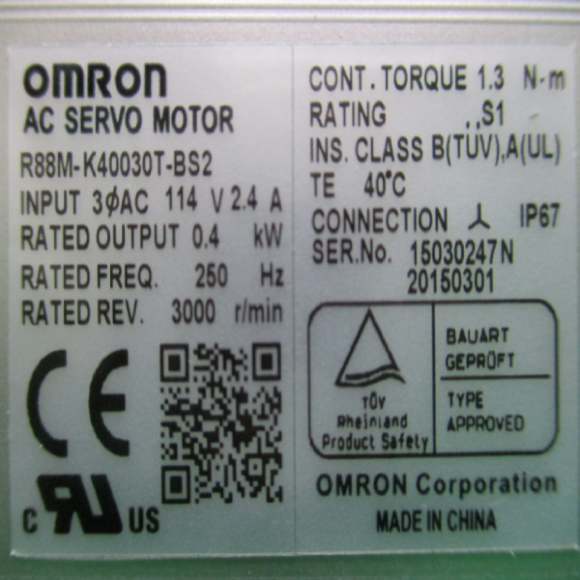 OMRON
AC SERVO MOTOR
R88M-K40030T-BS2
INPUT 3ϕAC 114 V 2.4 A
RATED OUTPUT 0.4 kW
RATED FREQ. 250 Hz
RATED REV. 3000 r/min
CE
c RU US
CONT. TORQUE 1.3 N-m
RATING S1
INS. CLASS B(TÜV),A(UL)
TE 40°C
CONNECTION IP67
SER.No. 15030247N
20150301
TÜV
Rheinland
Product Safety
BAUART
GEPRÜFT
TYPE
APPROVED
OMRON Corporation
MADE IN CHINA